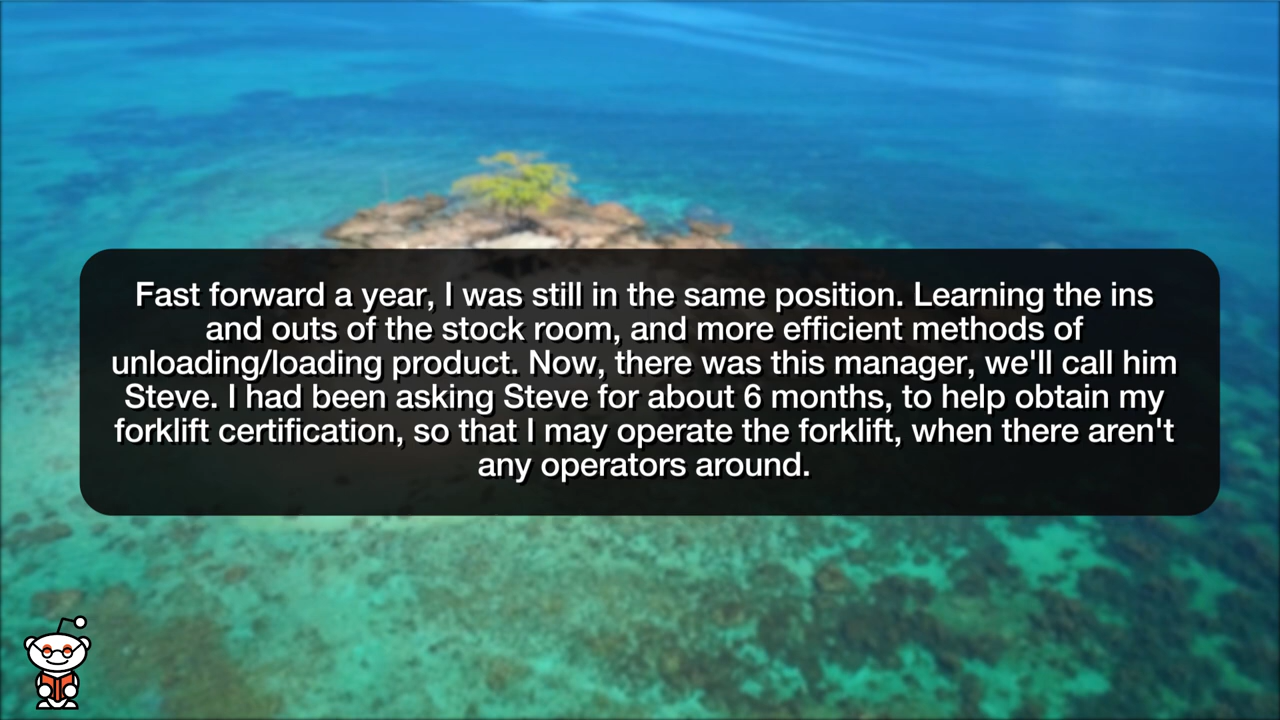 Fast forward a year, I was still in the same position. Learning the ins
and outs of the stock room, and more efficient methods of
unloading/loading product. Now, there was this manager, we'll call him
Steve. I had been asking Steve for about 6 months, to help obtain my
forklift certification, so that I may operate the forklift, when there aren't
any operators around.